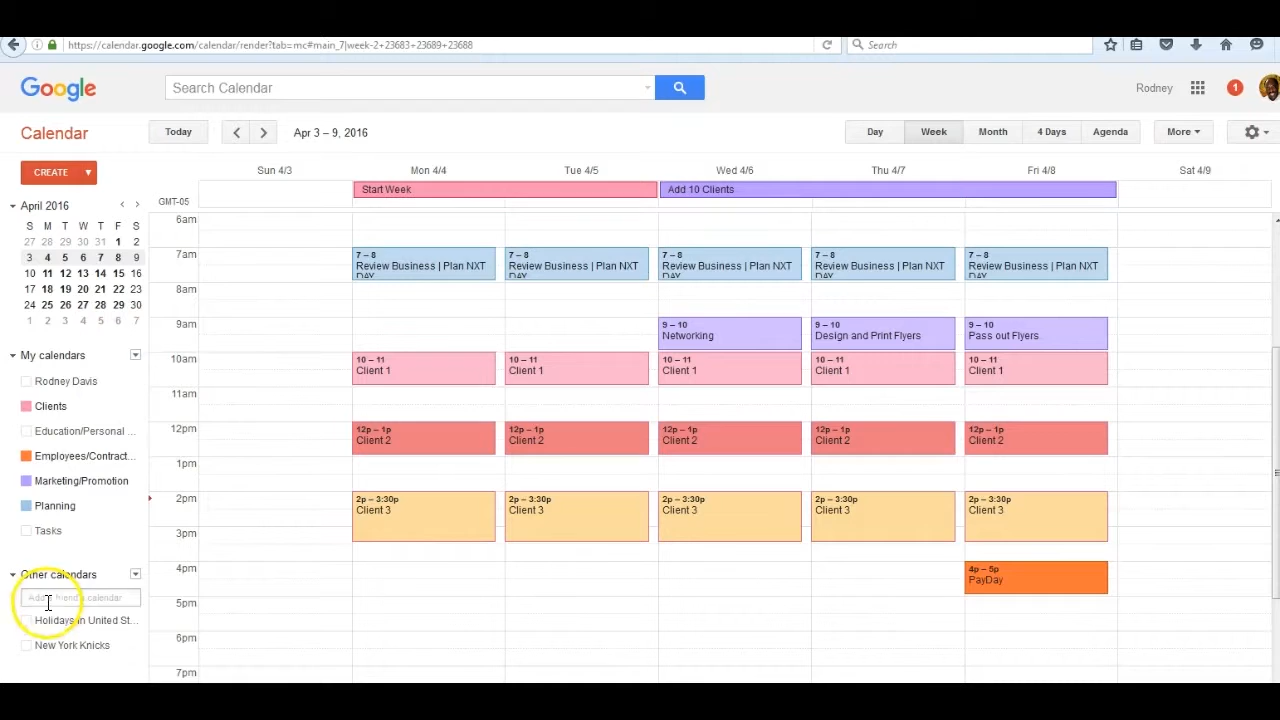 https://calendar.google.com/calendar/render?tab=mc#main_7|week-2+23683+23689+23688
Search
Google
Search Calendar
Rodney
1
Calendar
Today
Apr 3 – 9, 2016
Day
Week
Month
4 Days
Agenda
More
CREATE
April 2016
S M T W T F S
27 28 29 30 31 1 2
3 4 5 6 7 8 9
10 11 12 13 14 15 16
17 18 19 20 21 22 23
24 25 26 27 28 29 30
1 2 3 4 5 6 7
My calendars
Rodney Davis
Clients
Education/Personal ...
Employees/Contract...
Marketing/Promotion
Planning
Tasks
Other calendars
Add a friend's calendar
Holidays in United St...
New York Knicks
Sun 4/3
Mon 4/4
Tue 4/5
Wed 4/6
Thu 4/7
Fri 4/8
Sat 4/9
GMT-05
Start Week
Add 10 Clients
6am
7am
8am
9am
10am
11am
12pm
1pm
2pm
3pm
4pm
5pm
6pm
7pm
7 – 8
Review Business | Plan NXT
DAY
10 – 11
Client 1
12p – 1p
Client 2
2p – 3:30p
Client 3
7 – 8
Review Business | Plan NXT
DAY
10 – 11
Client 1
12p – 1p
Client 2
2p – 3:30p
Client 3
7 – 8
Review Business | Plan NXT
DAY
9 – 10
Networking
10 – 11
Client 1
12p – 1p
Client 2
2p – 3:30p
Client 3
7 – 8
Review Business | Plan NXT
DAY
9 – 10
Design and Print Flyers
10 – 11
Client 1
12p – 1p
Client 2
2p – 3:30p
Client 3
7 – 8
Review Business | Plan NXT
DAY
9 – 10
Pass out Flyers
10 – 11
Client 1
12p – 1p
Client 2
2p – 3:30p
Client 3
4p – 5p
PayDay